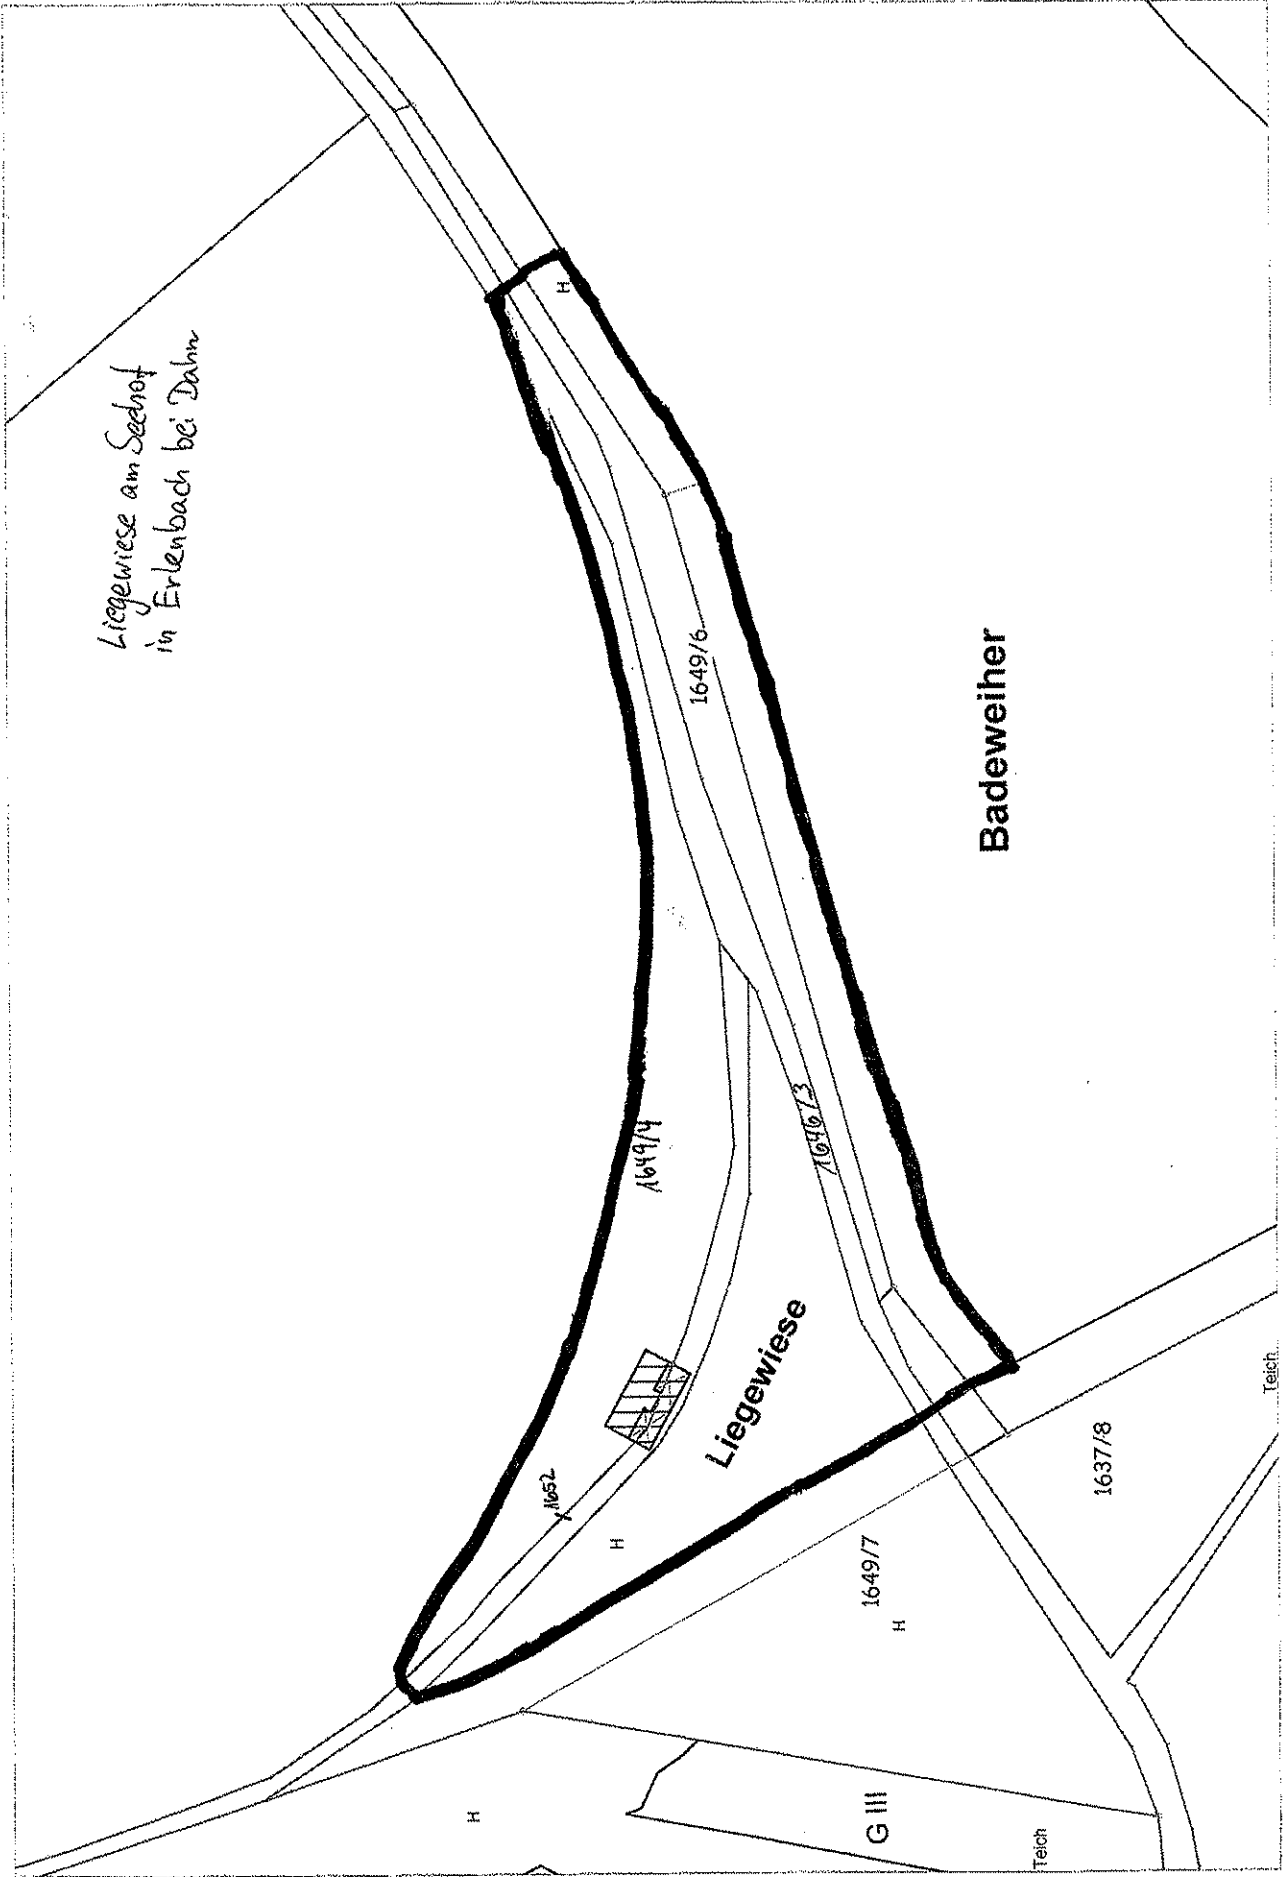 Liegewiese am Seehof
in Erlenbach bei Dahn
H
1649/6
Badeweiher
1649/4
1646/3
Liegewiese
1652
H
1649/7
H
1637/8
Teich
H
G III
Teich